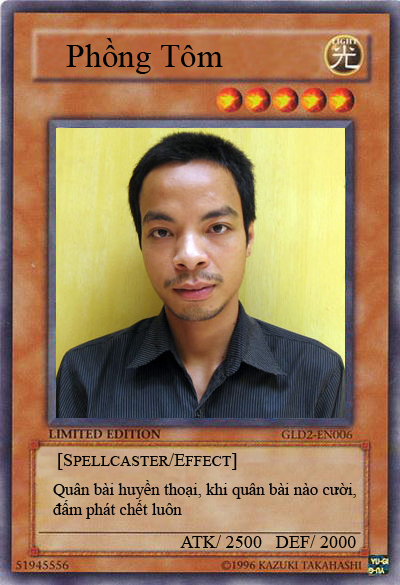 Phồng Tôm
LIGHT
光
LIMITED EDITION GLD2-EN006
[SPELLCASTER/EFFECT]
Quân bài huyền thoại, khi quân bài nào cười,
đấm phát chết luôn
ATK/ 2500 DEF/ 2000
51945556 ©1996 KAZUKI TAKAHASHI